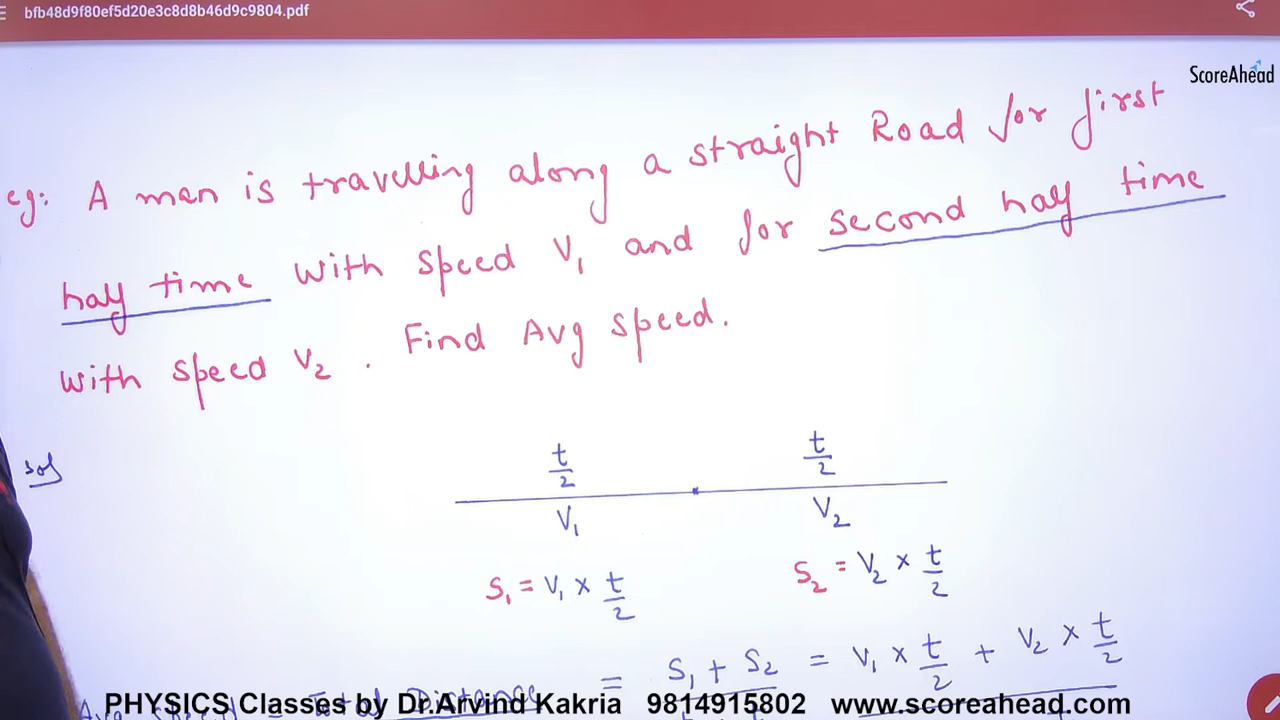 bfb48d9f80ef5d20e3c8d8b46d9c9804.pdf
ScoreAhead
eg: A man is travelling along a straight Road for first
half time with speed V₁ and for second half time
with speed V₂. Find Avg speed.
Sol
t/2 t/2
V₁ V₂
S₁ = V₁ × t/2 S₂ = V₂ × t/2
= S₁ + S₂ = V₁ × t/2 + V₂ × t/2
PHYSICS Classes by Dr.Arvind Kakria 9814915802 www.scoreahead.com